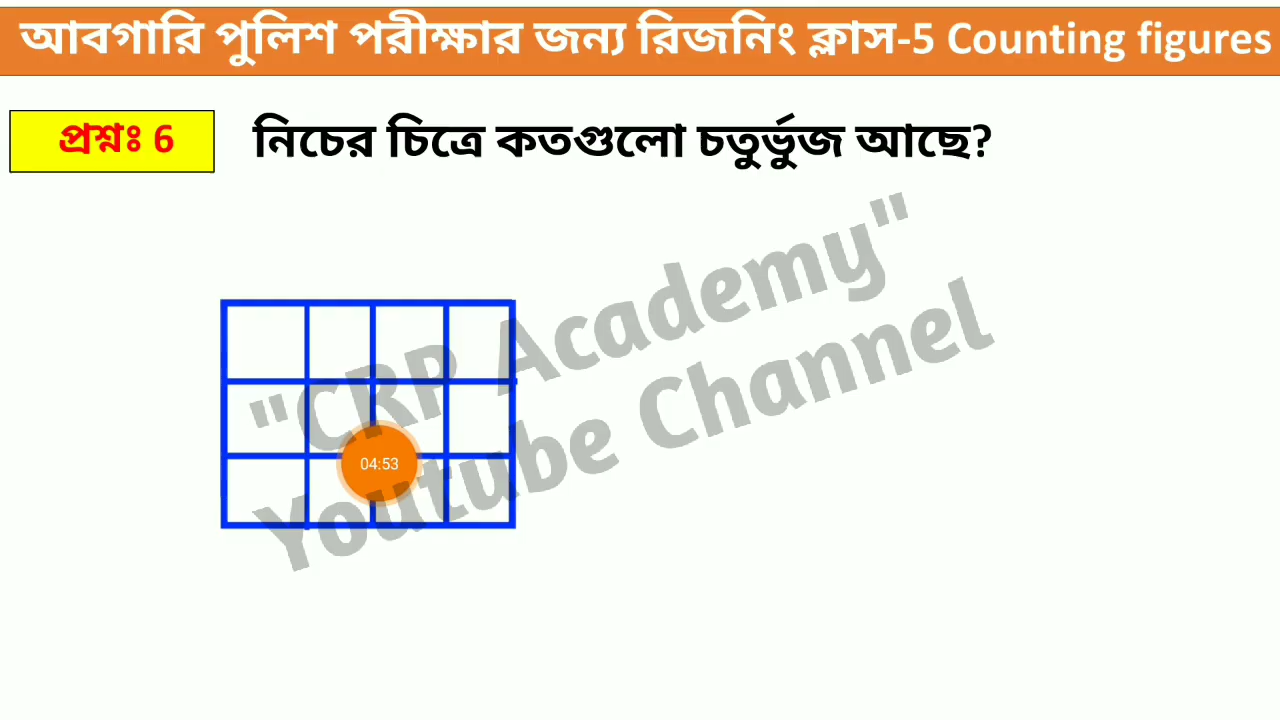 আবগারি পুলিশ পরীক্ষার জন্য রিজনিং ক্লাস-5 Counting figures
প্রশ্নঃ 6
নিচের চিত্রে কতগুলো চতুর্ভুজ আছে?
"CRP Academy"
Youtube Channel
04:53